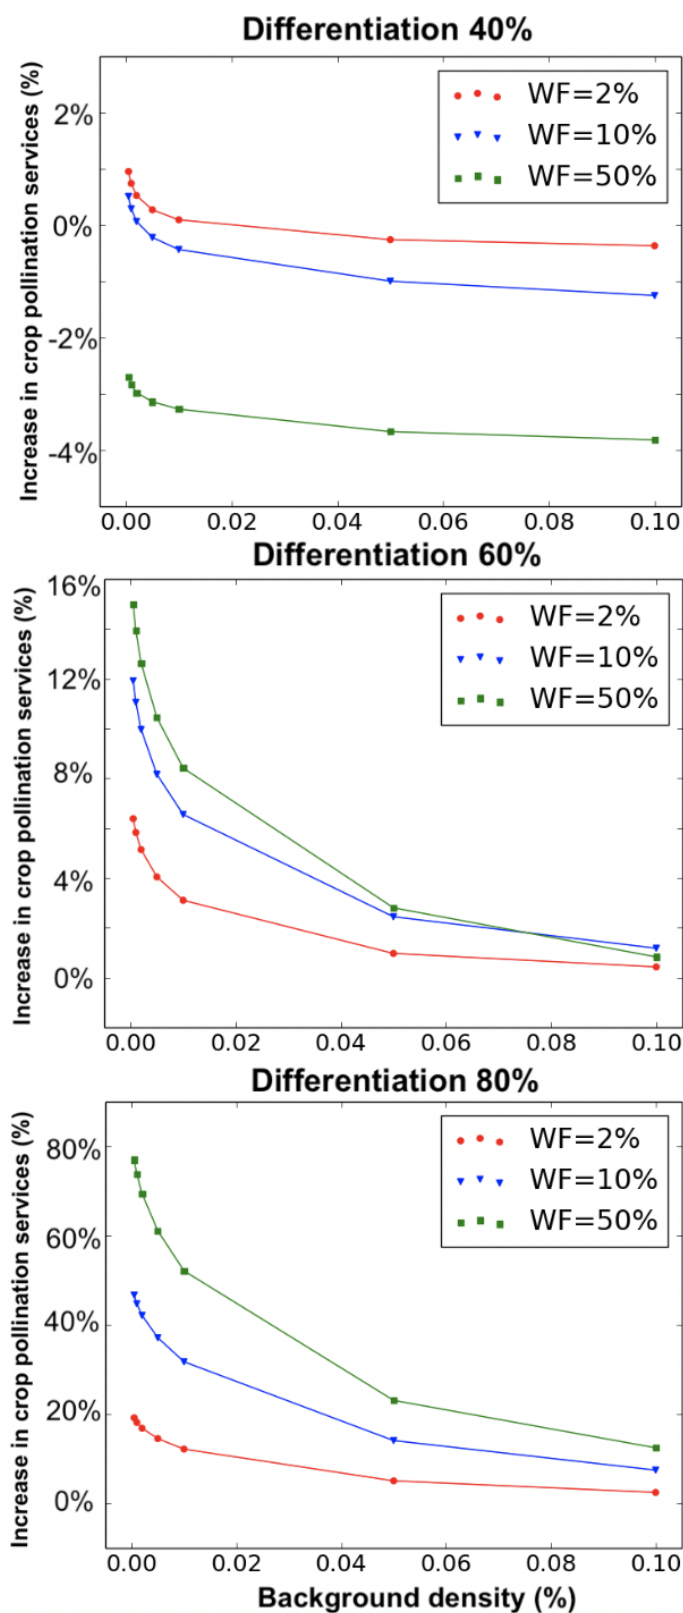 Differentiation 40%
Increase in crop pollination services (%)
2%
0%
-2%
-4%
WF=2%
WF=10%
WF=50%
0.00 0.02 0.04 0.06 0.08 0.10
Differentiation 60%
Increase in crop pollination services (%)
16%
12%
8%
4%
0%
WF=2%
WF=10%
WF=50%
0.00 0.02 0.04 0.06 0.08 0.10
Differentiation 80%
Increase in crop pollination services (%)
80%
60%
40%
20%
0%
WF=2%
WF=10%
WF=50%
0.00 0.02 0.04 0.06 0.08 0.10
Background density (%)